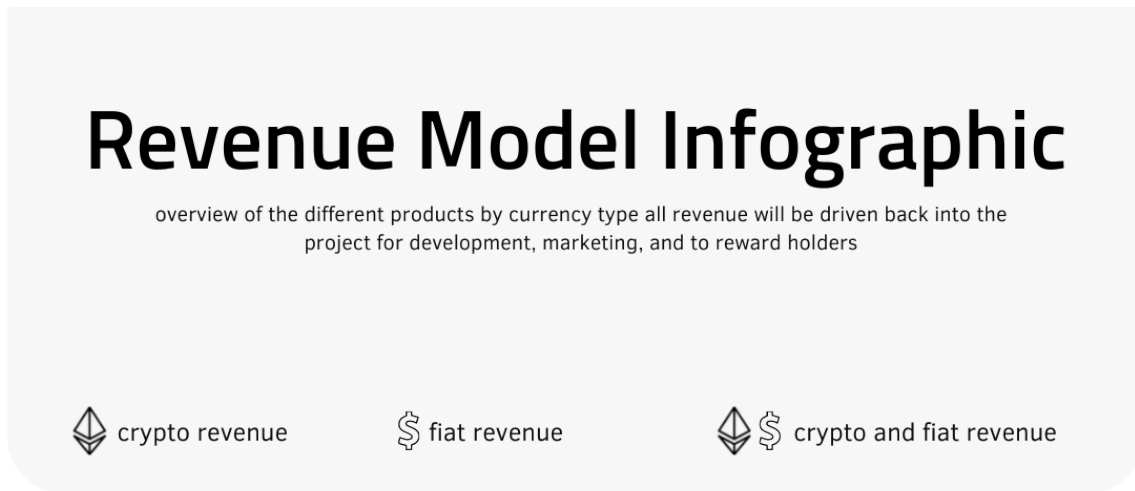 Revenue Model Infographic
overview of the different products by currency type all revenue will be driven back into the
project for development, marketing, and to reward holders
crypto revenue
$ fiat revenue
$ crypto and fiat revenue